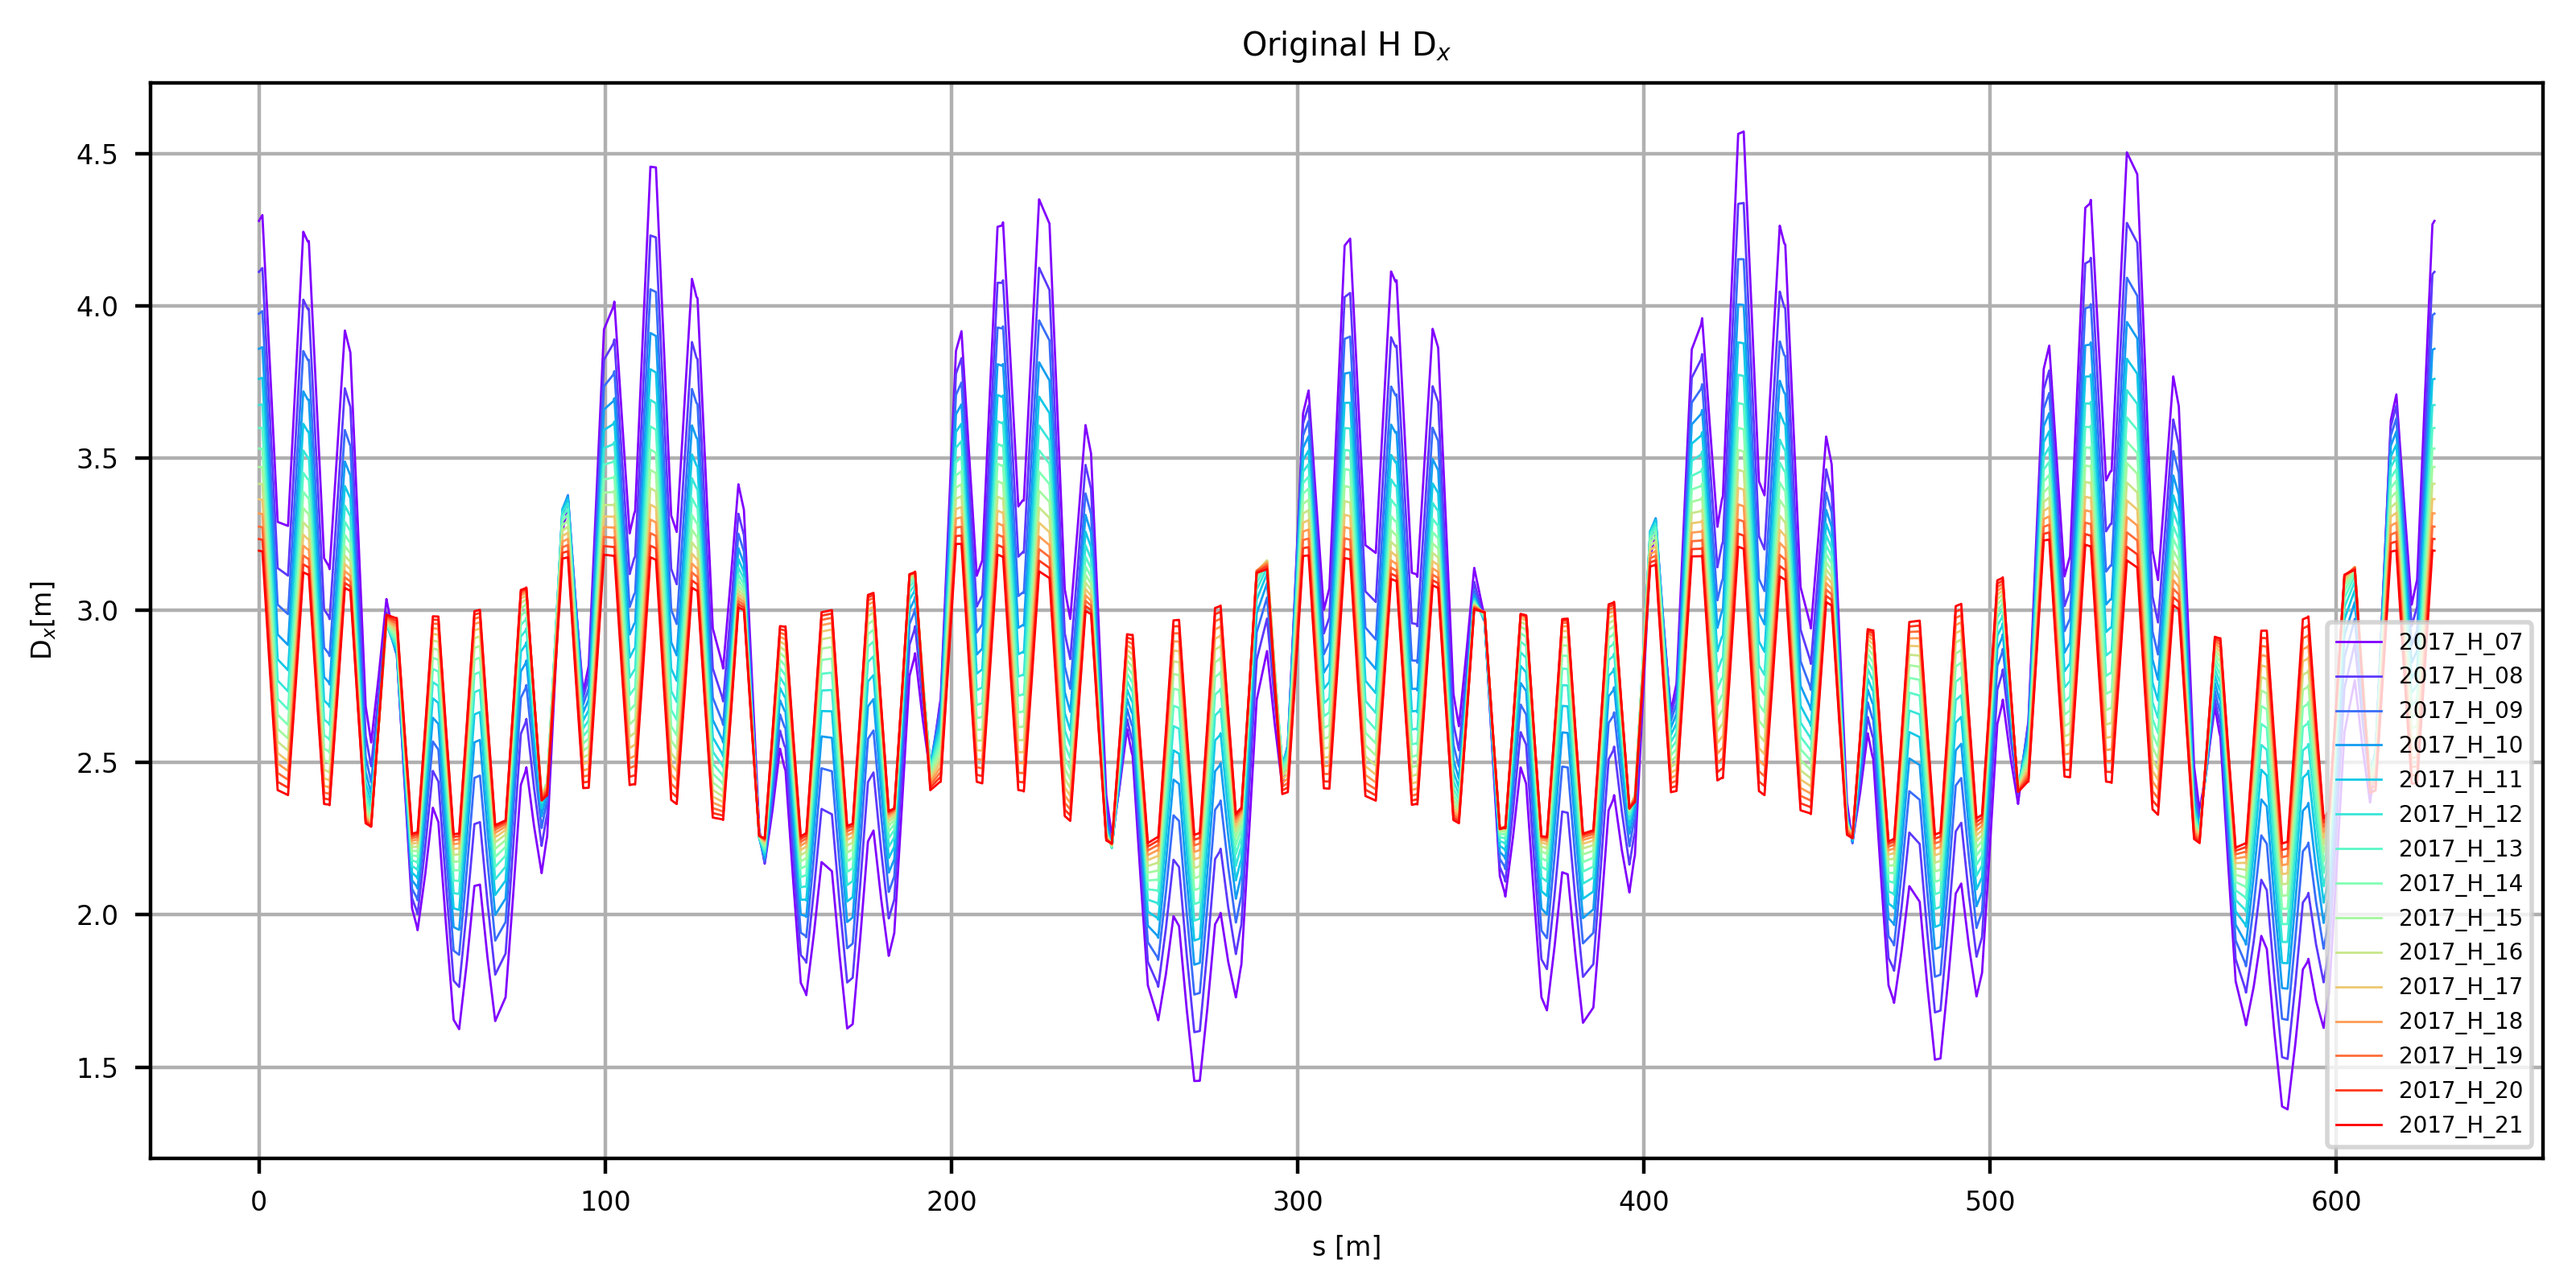 Original H Dₓ
Dₓ[m]
4.5
4.0
3.5
3.0
2.5
2.0
1.5
0 100 200 300 400 500 600
s [m]
2017_H_07
2017_H_08
2017_H_09
2017_H_10
2017_H_11
2017_H_12
2017_H_13
2017_H_14
2017_H_15
2017_H_16
2017_H_17
2017_H_18
2017_H_19
2017_H_20
2017_H_21